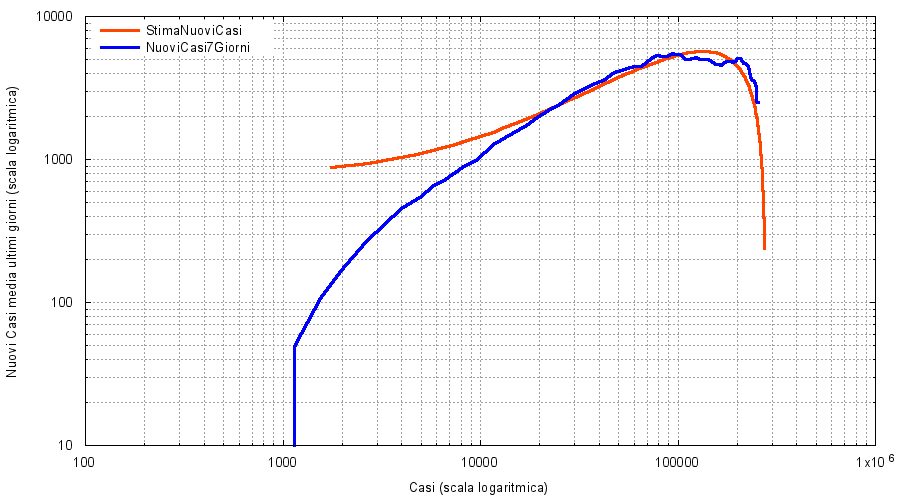 10000
StimaNuoviCasi
NuoviCasi7Giorni
1000
100
10
Nuovi Casi media ultimi giorni (scala logaritmica)
100
1000
10000
100000
1x10 6
Casi (scala logaritmica)